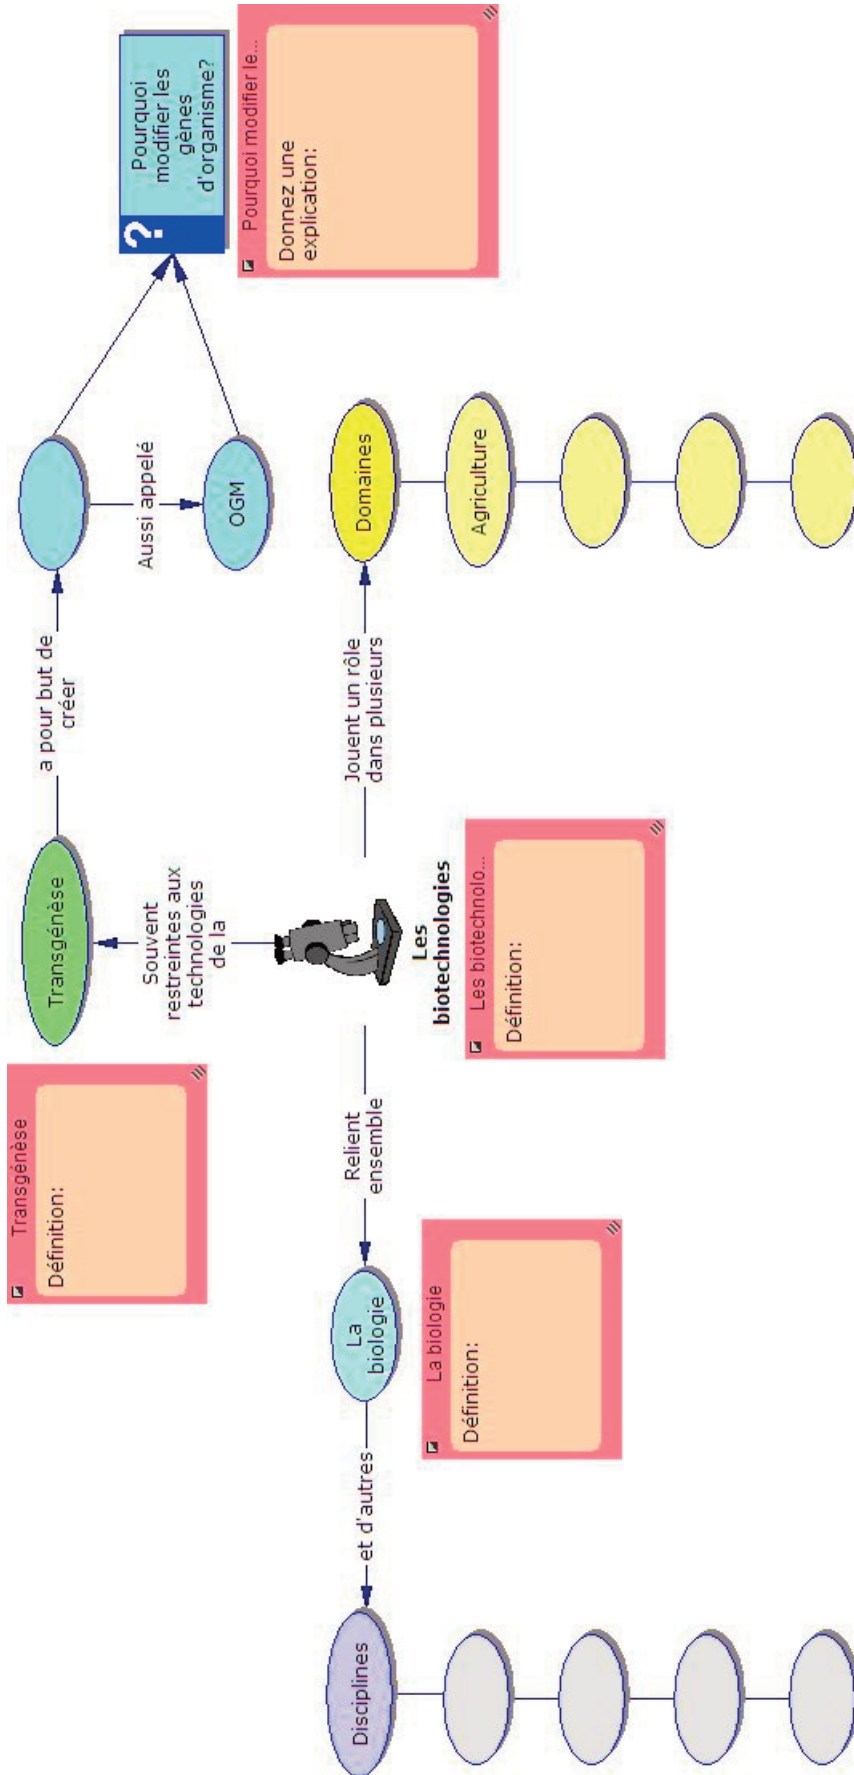 Transgénèse
Définition:
Transgénèse
a pour but de
créer
Aussi appelé
OGM
?
Pourquoi
modifier les
gènes
d'organisme?
Pourquoi modifier le...
Donnez une
explication:
Souvent
restreintes aux
technologies
de la
Les
biotechnologies
Les biotechnolo...
Définition:
Relient
ensemble
La
biologie
La biologie
Définition:
et d'autres
Disciplines
Jouent un rôle
dans plusieurs
Domaines
Agriculture